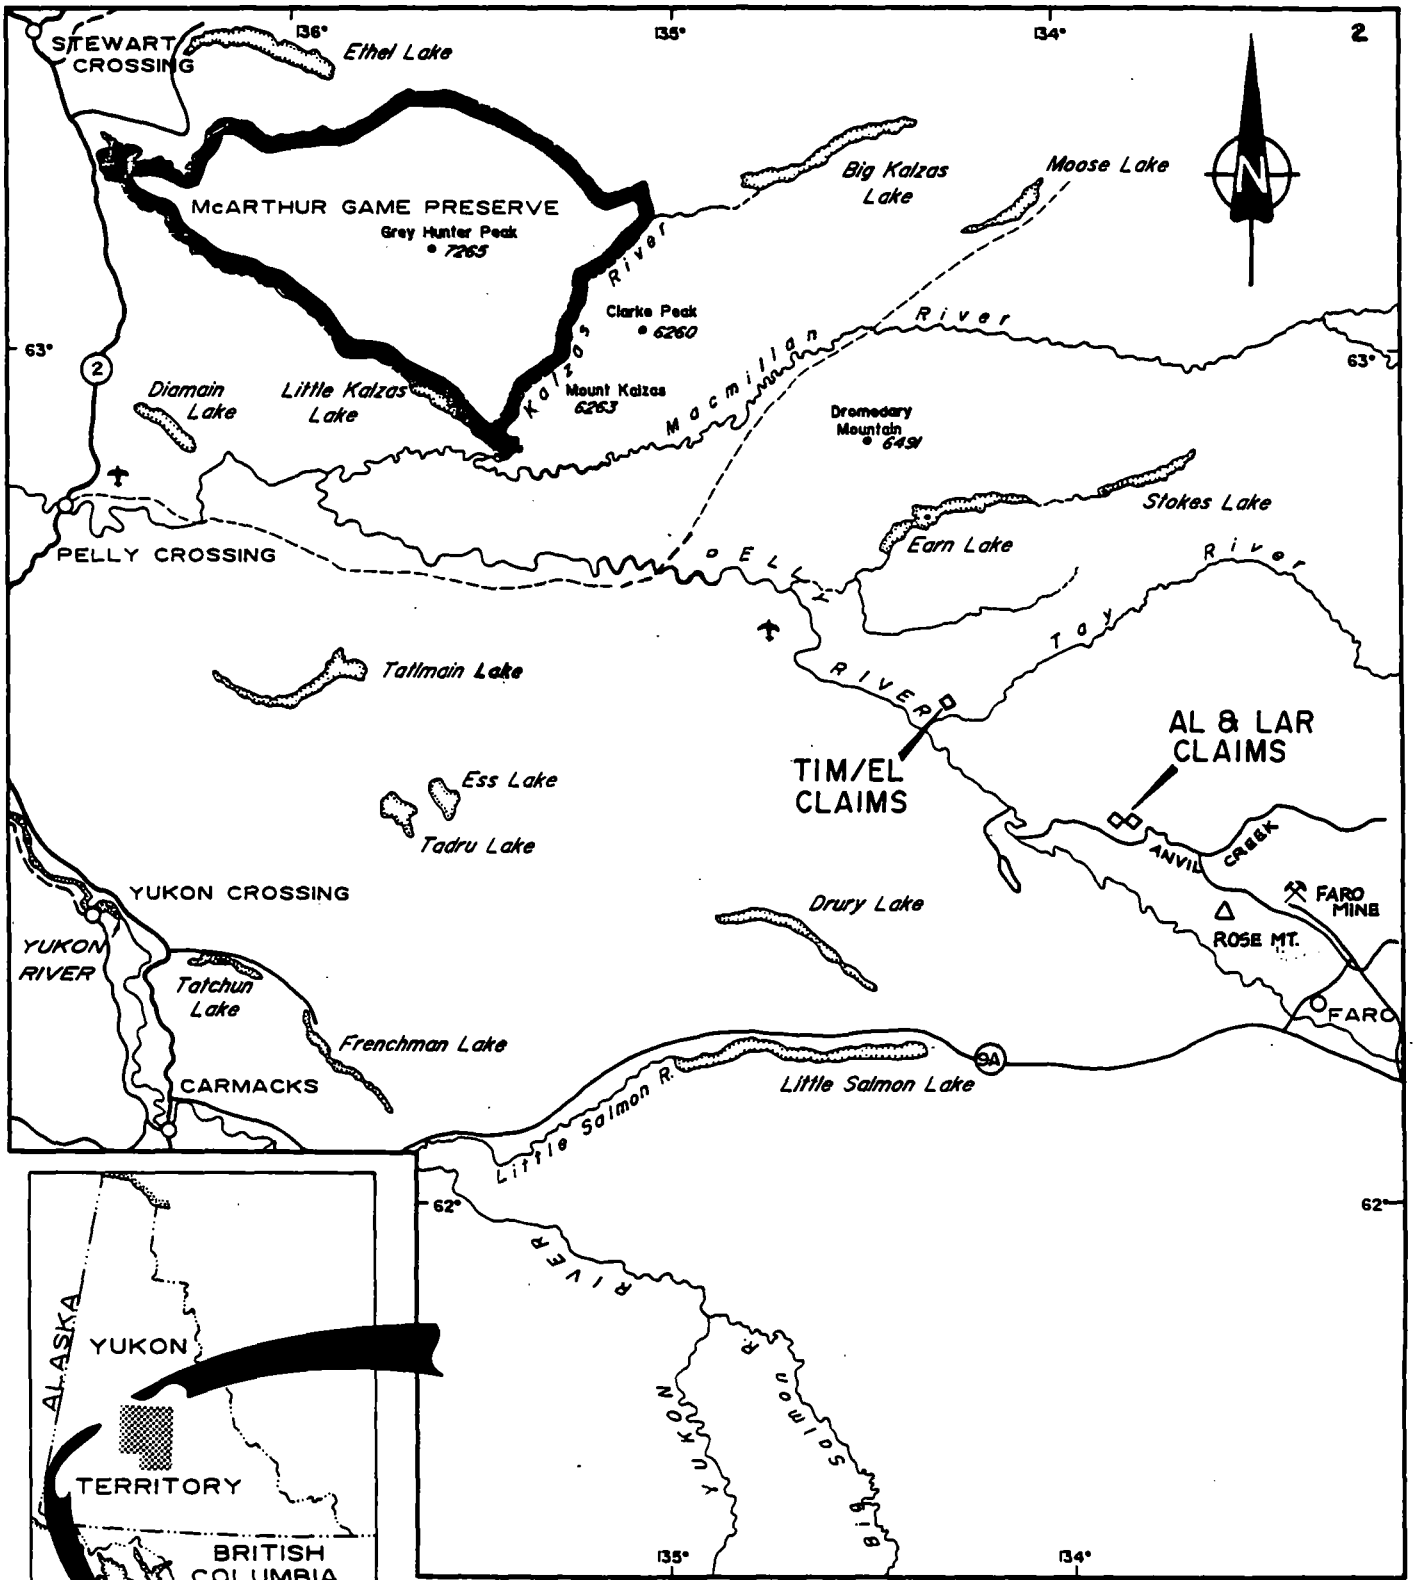 136°
135°
134°
2
STEWART
CROSSING
Ethel Lake
N
Big Kalzas
Lake
Moose Lake
McARTHUR GAME PRESERVE
Grey Hunter Peak
7265
Kalzas River
Clarke Peak
6260
Macmillan River
63°
63°
2
Diamain
Lake
Little Kalzas
Lake
Mount Kalzas
6263
Dromedary
Mountain
6491
Stokes Lake
Earn Lake
PELLY CROSSING
PELLY RIVER
Tay River
Tatlmain Lake
AL & LAR
CLAIMS
TIM/EL
CLAIMS
Ess Lake
Tadru Lake
ANVIL CREEK
YUKON CROSSING
Drury Lake
FARO
MINE
ROSE MT.
YUKON
RIVER
Tatchun
Lake
FARO
Frenchman Lake
9A
CARMACKS
Little Salmon R.
Little Salmon Lake
62°
62°
YUKON RIVER
Big Salmon R
ALASKA
YUKON
TERRITORY
BRITISH
COLUMBIA
135°
134°